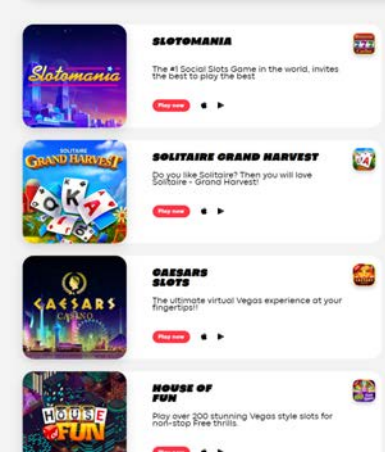 Slotomania
SLOTOMANIA
The #1 Social Slots Game in the world, invites
the best to play the best
Play now
SOLITAIRE
GRAND HARVEST
SOLITAIRE GRAND HARVEST
Do you like Solitaire? Then you will love
Solitaire - Grand Harvest!
Play now
CAESARS
CASINO
CAESARS
SLOTS
The ultimate virtual Vegas experience at your
fingertips!!
Play now
HOUSE
OF
FUN
HOUSE OF
FUN
Play over 200 stunning Vegas style slots for
non-stop Free thrills.
Play now